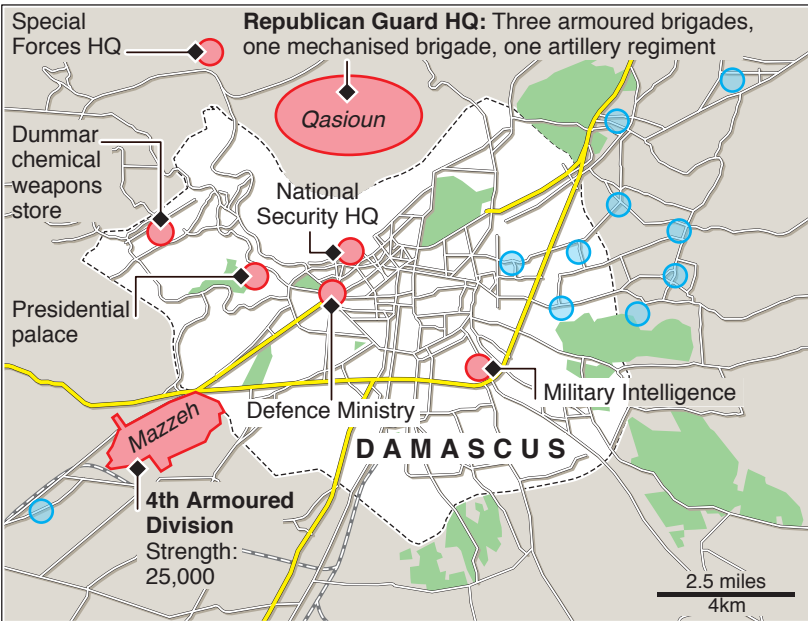 Special
Forces HQ
Republican Guard HQ: Three armoured brigades,
one mechanised brigade, one artillery regiment
Qasioun
Dummar
chemical
weapons
store
National
Security HQ
Presidential
palace
Defence Ministry
Military Intelligence
Mazzeh
DAMASCUS
4th Armoured
Division
Strength:
25,000
2.5 miles
4km